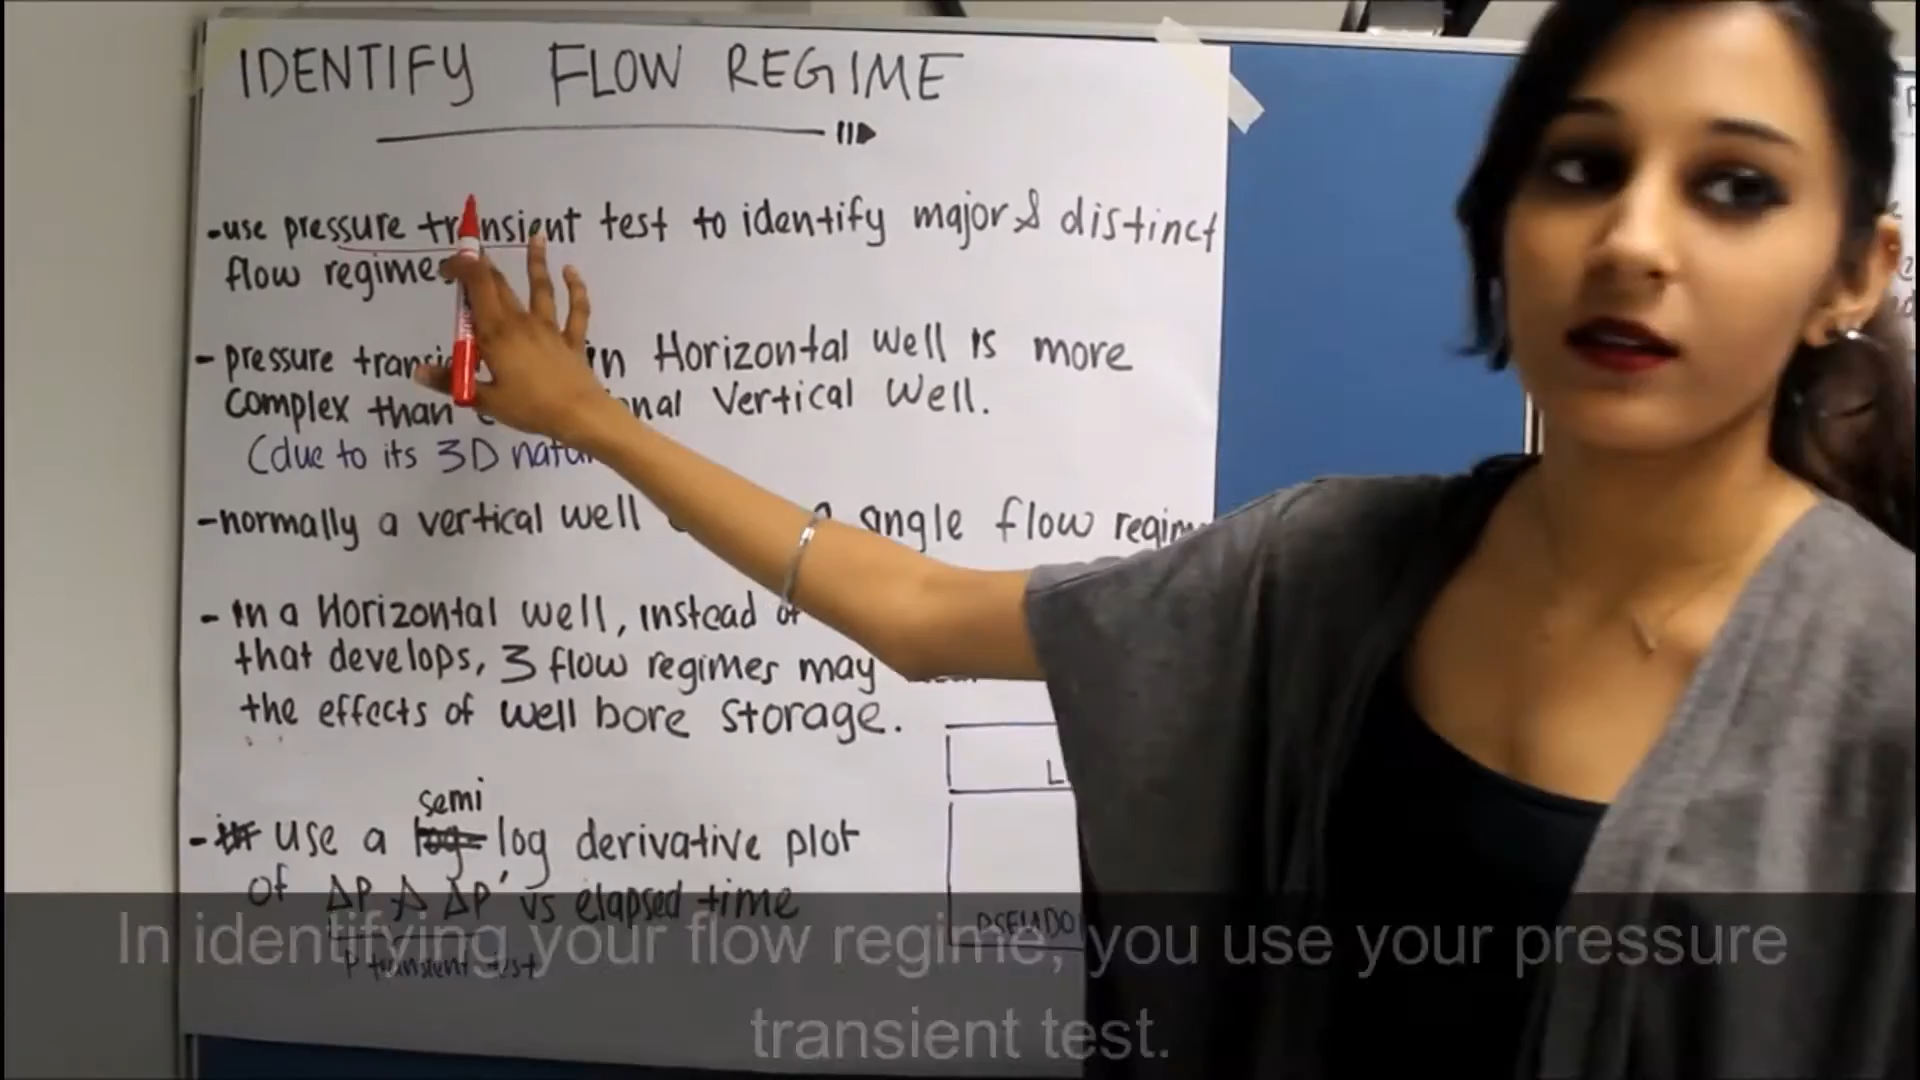 IDENTIFY FLOW REGIME
-use pressure transient test to identify major & distinct
flow regimes
- pressure in Horizontal Well is more
complex than Vertical Well.
(due to its 3D
-normally a vertical well flow
- In a Horizontal well, instead of
that develops, 3 flow regimes may
the effects of well bore storage.
semi
- use a log log derivative plot
of ΔP & ΔP' vs elapsed time
P transient test
In identifying your flow regime, you use your pressure
transient test.